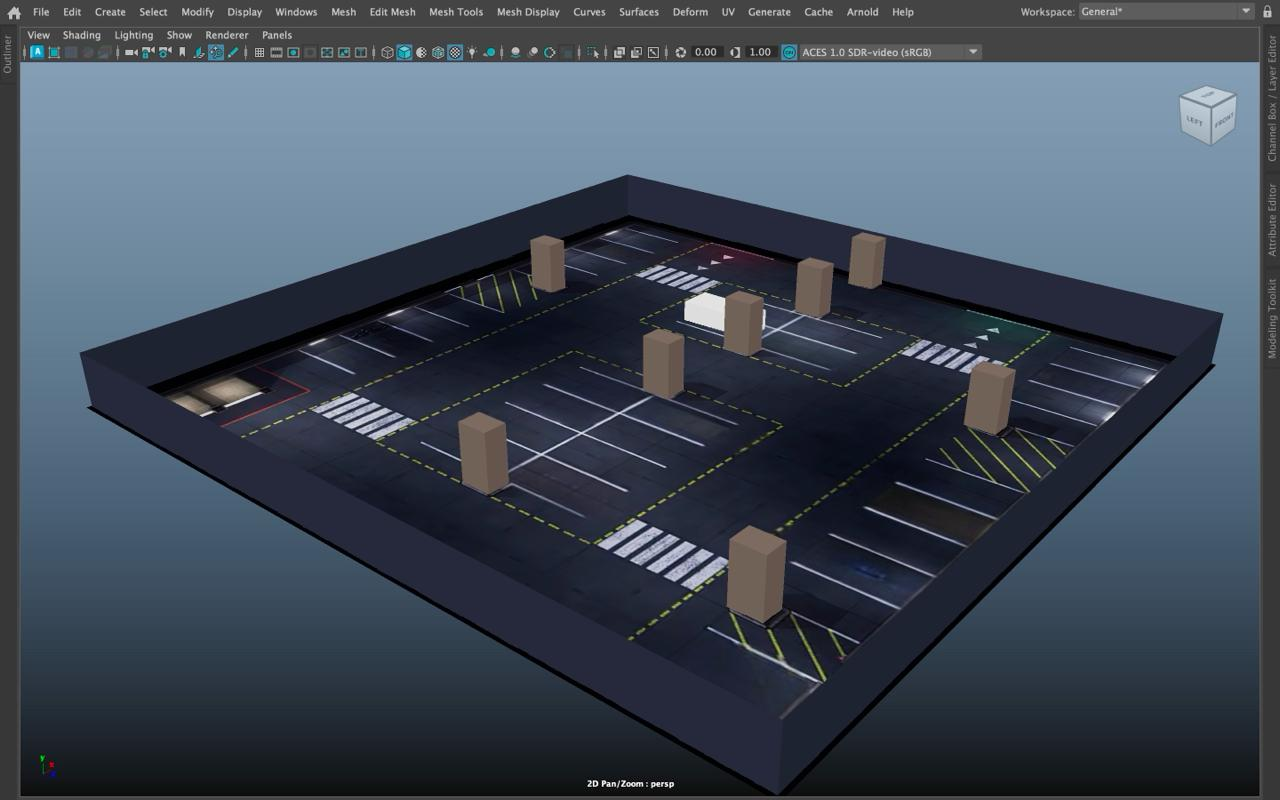 File Edit Create Select Modify Display Windows Mesh Edit Mesh Mesh Tools Mesh Display Curves Surfaces Deform UV Generate Cache Arnold Help Workspace: General*
View Shading Lighting Show Renderer Panels
0.00 1.00 ON ACES 1.0 SDR-video (sRGB)
Outliner
Channel Box / Layer Editor
Attribute Editor
Modeling Toolkit
TOP
LEFT FRONT
2D Pan/Zoom : persp